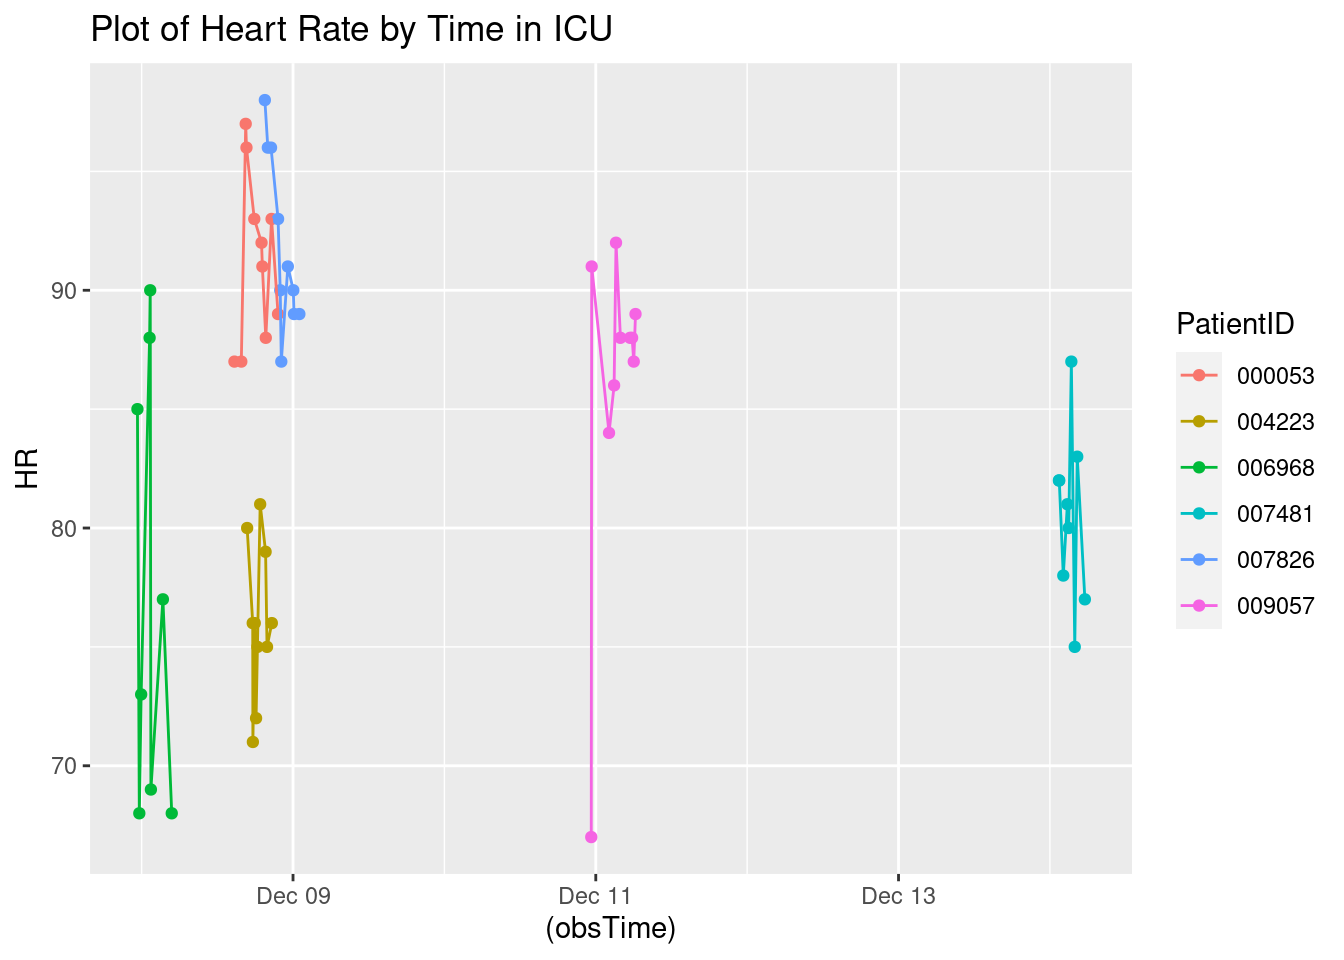 Plot of Heart Rate by Time in ICU
HR
90
80
70
Dec 09
Dec 11
Dec 13
(obsTime)
PatientID
000053
004223
006968
007481
007826
009057